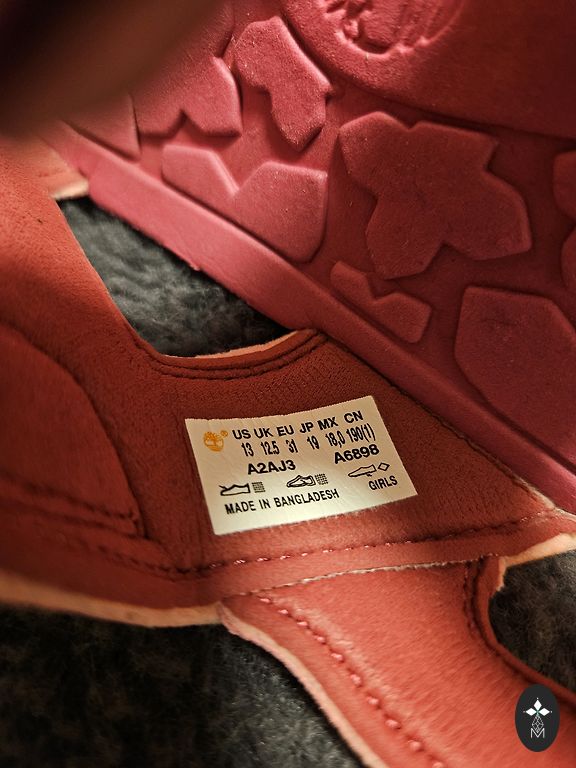 US UK EU JP MX CN
13 12.5 31 19 18,0 190(1)
A2AJ3 A6898
GIRLS
MADE IN BANGLADESH
M